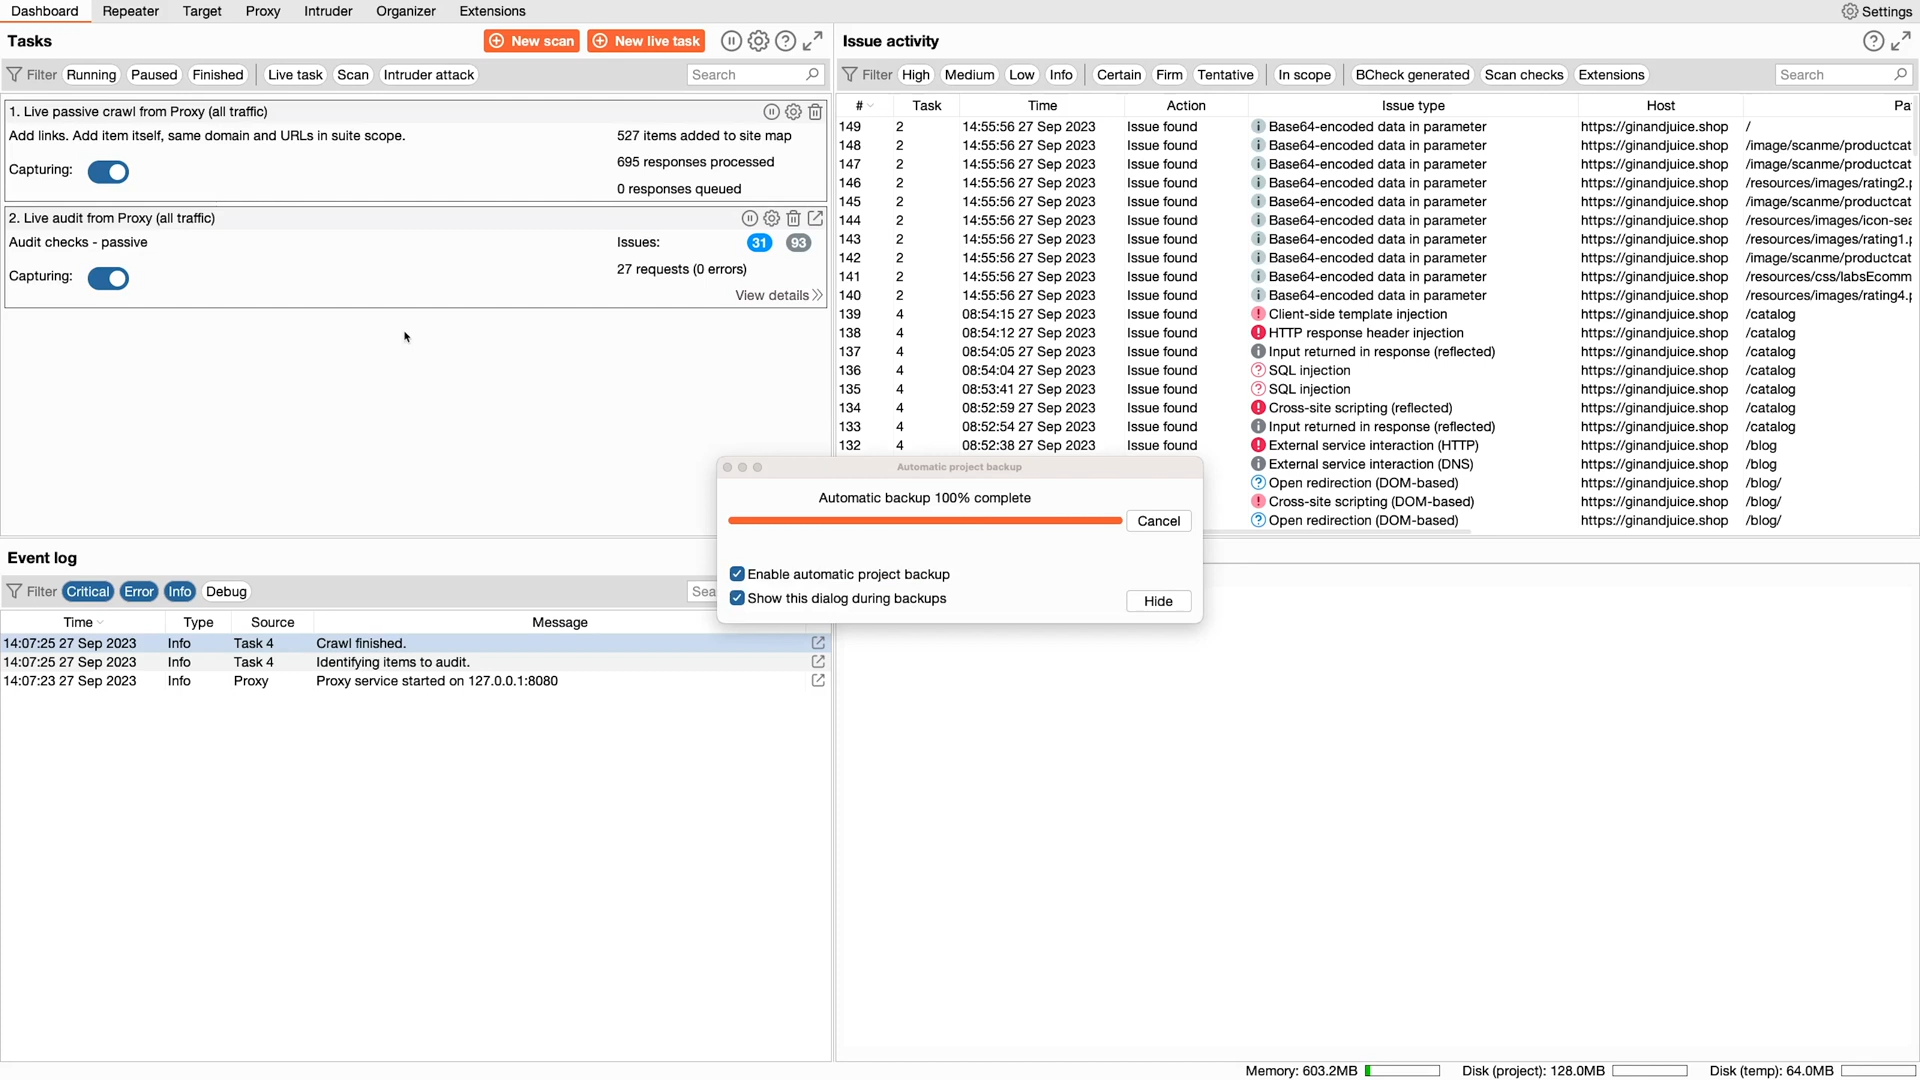 Dashboard Repeater Target Proxy Intruder Organizer Extensions Settings
Tasks New scan New live task
Filter Running Paused Finished Live task Scan Intruder attack Search
1. Live passive crawl from Proxy (all traffic)
Add links. Add item itself, same domain and URLs in suite scope. 527 items added to site map
Capturing: 695 responses processed
0 responses queued
2. Live audit from Proxy (all traffic)
Audit checks - passive Issues: 31 93
Capturing: 27 requests (0 errors)
View details
Issue activity
Filter High Medium Low Info Certain Firm Tentative In scope BCheck generated Scan checks Extensions Search
# Task Time Action Issue type Host Pa
149 2 14:55:56 27 Sep 2023 Issue found Base64-encoded data in parameter https://ginandjuice.shop /
148 2 14:55:56 27 Sep 2023 Issue found Base64-encoded data in parameter https://ginandjuice.shop /image/scanme/productcat
147 2 14:55:56 27 Sep 2023 Issue found Base64-encoded data in parameter https://ginandjuice.shop /image/scanme/productcat
146 2 14:55:56 27 Sep 2023 Issue found Base64-encoded data in parameter https://ginandjuice.shop /resources/images/rating2.p
145 2 14:55:56 27 Sep 2023 Issue found Base64-encoded data in parameter https://ginandjuice.shop /image/scanme/productcat
144 2 14:55:56 27 Sep 2023 Issue found Base64-encoded data in parameter https://ginandjuice.shop /resources/images/icon-sea
143 2 14:55:56 27 Sep 2023 Issue found Base64-encoded data in parameter https://ginandjuice.shop /resources/images/rating1.p
142 2 14:55:56 27 Sep 2023 Issue found Base64-encoded data in parameter https://ginandjuice.shop /image/scanme/productcat
141 2 14:55:56 27 Sep 2023 Issue found Base64-encoded data in parameter https://ginandjuice.shop /resources/css/labsEcomm
140 2 14:55:56 27 Sep 2023 Issue found Base64-encoded data in parameter https://ginandjuice.shop /resources/images/rating4.p
139 4 08:54:15 27 Sep 2023 Issue found Client-side template injection https://ginandjuice.shop /catalog
138 4 08:54:12 27 Sep 2023 Issue found HTTP response header injection https://ginandjuice.shop /catalog
137 4 08:54:05 27 Sep 2023 Issue found Input returned in response (reflected) https://ginandjuice.shop /catalog
136 4 08:54:04 27 Sep 2023 Issue found SQL injection https://ginandjuice.shop /catalog
135 4 08:53:41 27 Sep 2023 Issue found SQL injection https://ginandjuice.shop /catalog
134 4 08:52:59 27 Sep 2023 Issue found Cross-site scripting (reflected) https://ginandjuice.shop /catalog
133 4 08:52:54 27 Sep 2023 Issue found Input returned in response (reflected) https://ginandjuice.shop /catalog
132 4 08:52:38 27 Sep 2023 Issue found External service interaction (HTTP) https://ginandjuice.shop /blog
External service interaction (DNS) https://ginandjuice.shop /blog
Open redirection (DOM-based) https://ginandjuice.shop /blog/
Cross-site scripting (DOM-based) https://ginandjuice.shop /blog/
Open redirection (DOM-based) https://ginandjuice.shop /blog/
Automatic project backup
Automatic backup 100% complete
Cancel
Enable automatic project backup
Show this dialog during backups
Hide
Event log
Filter Critical Error Info Debug Sea
Time Type Source Message
14:07:25 27 Sep 2023 Info Task 4 Crawl finished.
14:07:25 27 Sep 2023 Info Task 4 Identifying items to audit.
14:07:23 27 Sep 2023 Info Proxy Proxy service started on 127.0.0.1:8080
Memory: 603.2MB Disk (project): 128.0MB Disk (temp): 64.0MB